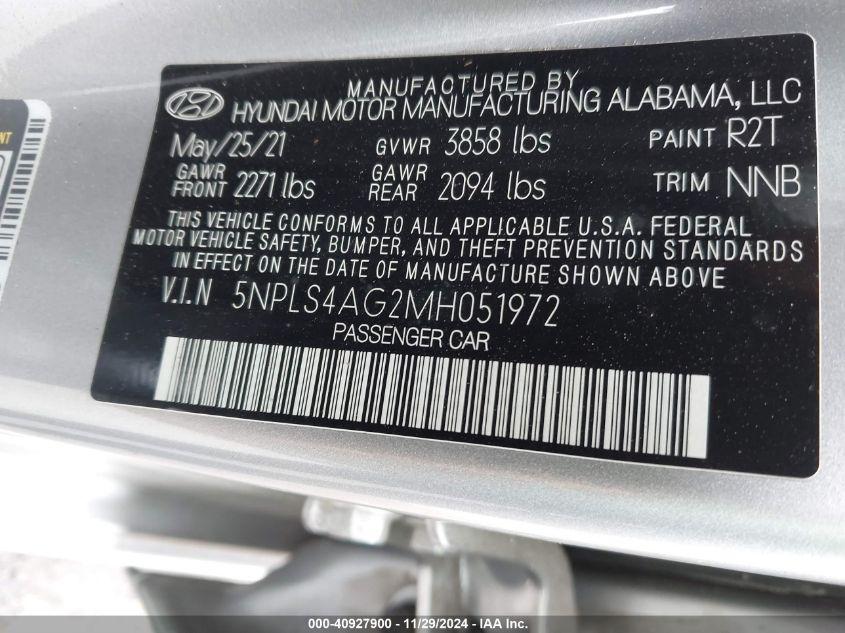 MANUFACTURED BY
HYUNDAI MOTOR MANUFACTURING ALABAMA, LLC
May/25/21 GVWR 3858 lbs PAINT R2T
GAWR FRONT 2271 lbs GAWR REAR 2094 lbs TRIM NNB
THIS VEHICLE CONFORMS TO ALL APPLICABLE U.S.A. FEDERAL
MOTOR VEHICLE SAFETY, BUMPER, AND THEFT PREVENTION STANDARDS
IN EFFECT ON THE DATE OF MANUFACTURE SHOWN ABOVE
V.I.N 5NPLS4AG2MH051972
PASSENGER CAR
000-40927900 - 11/29/2024 - IAA Inc.